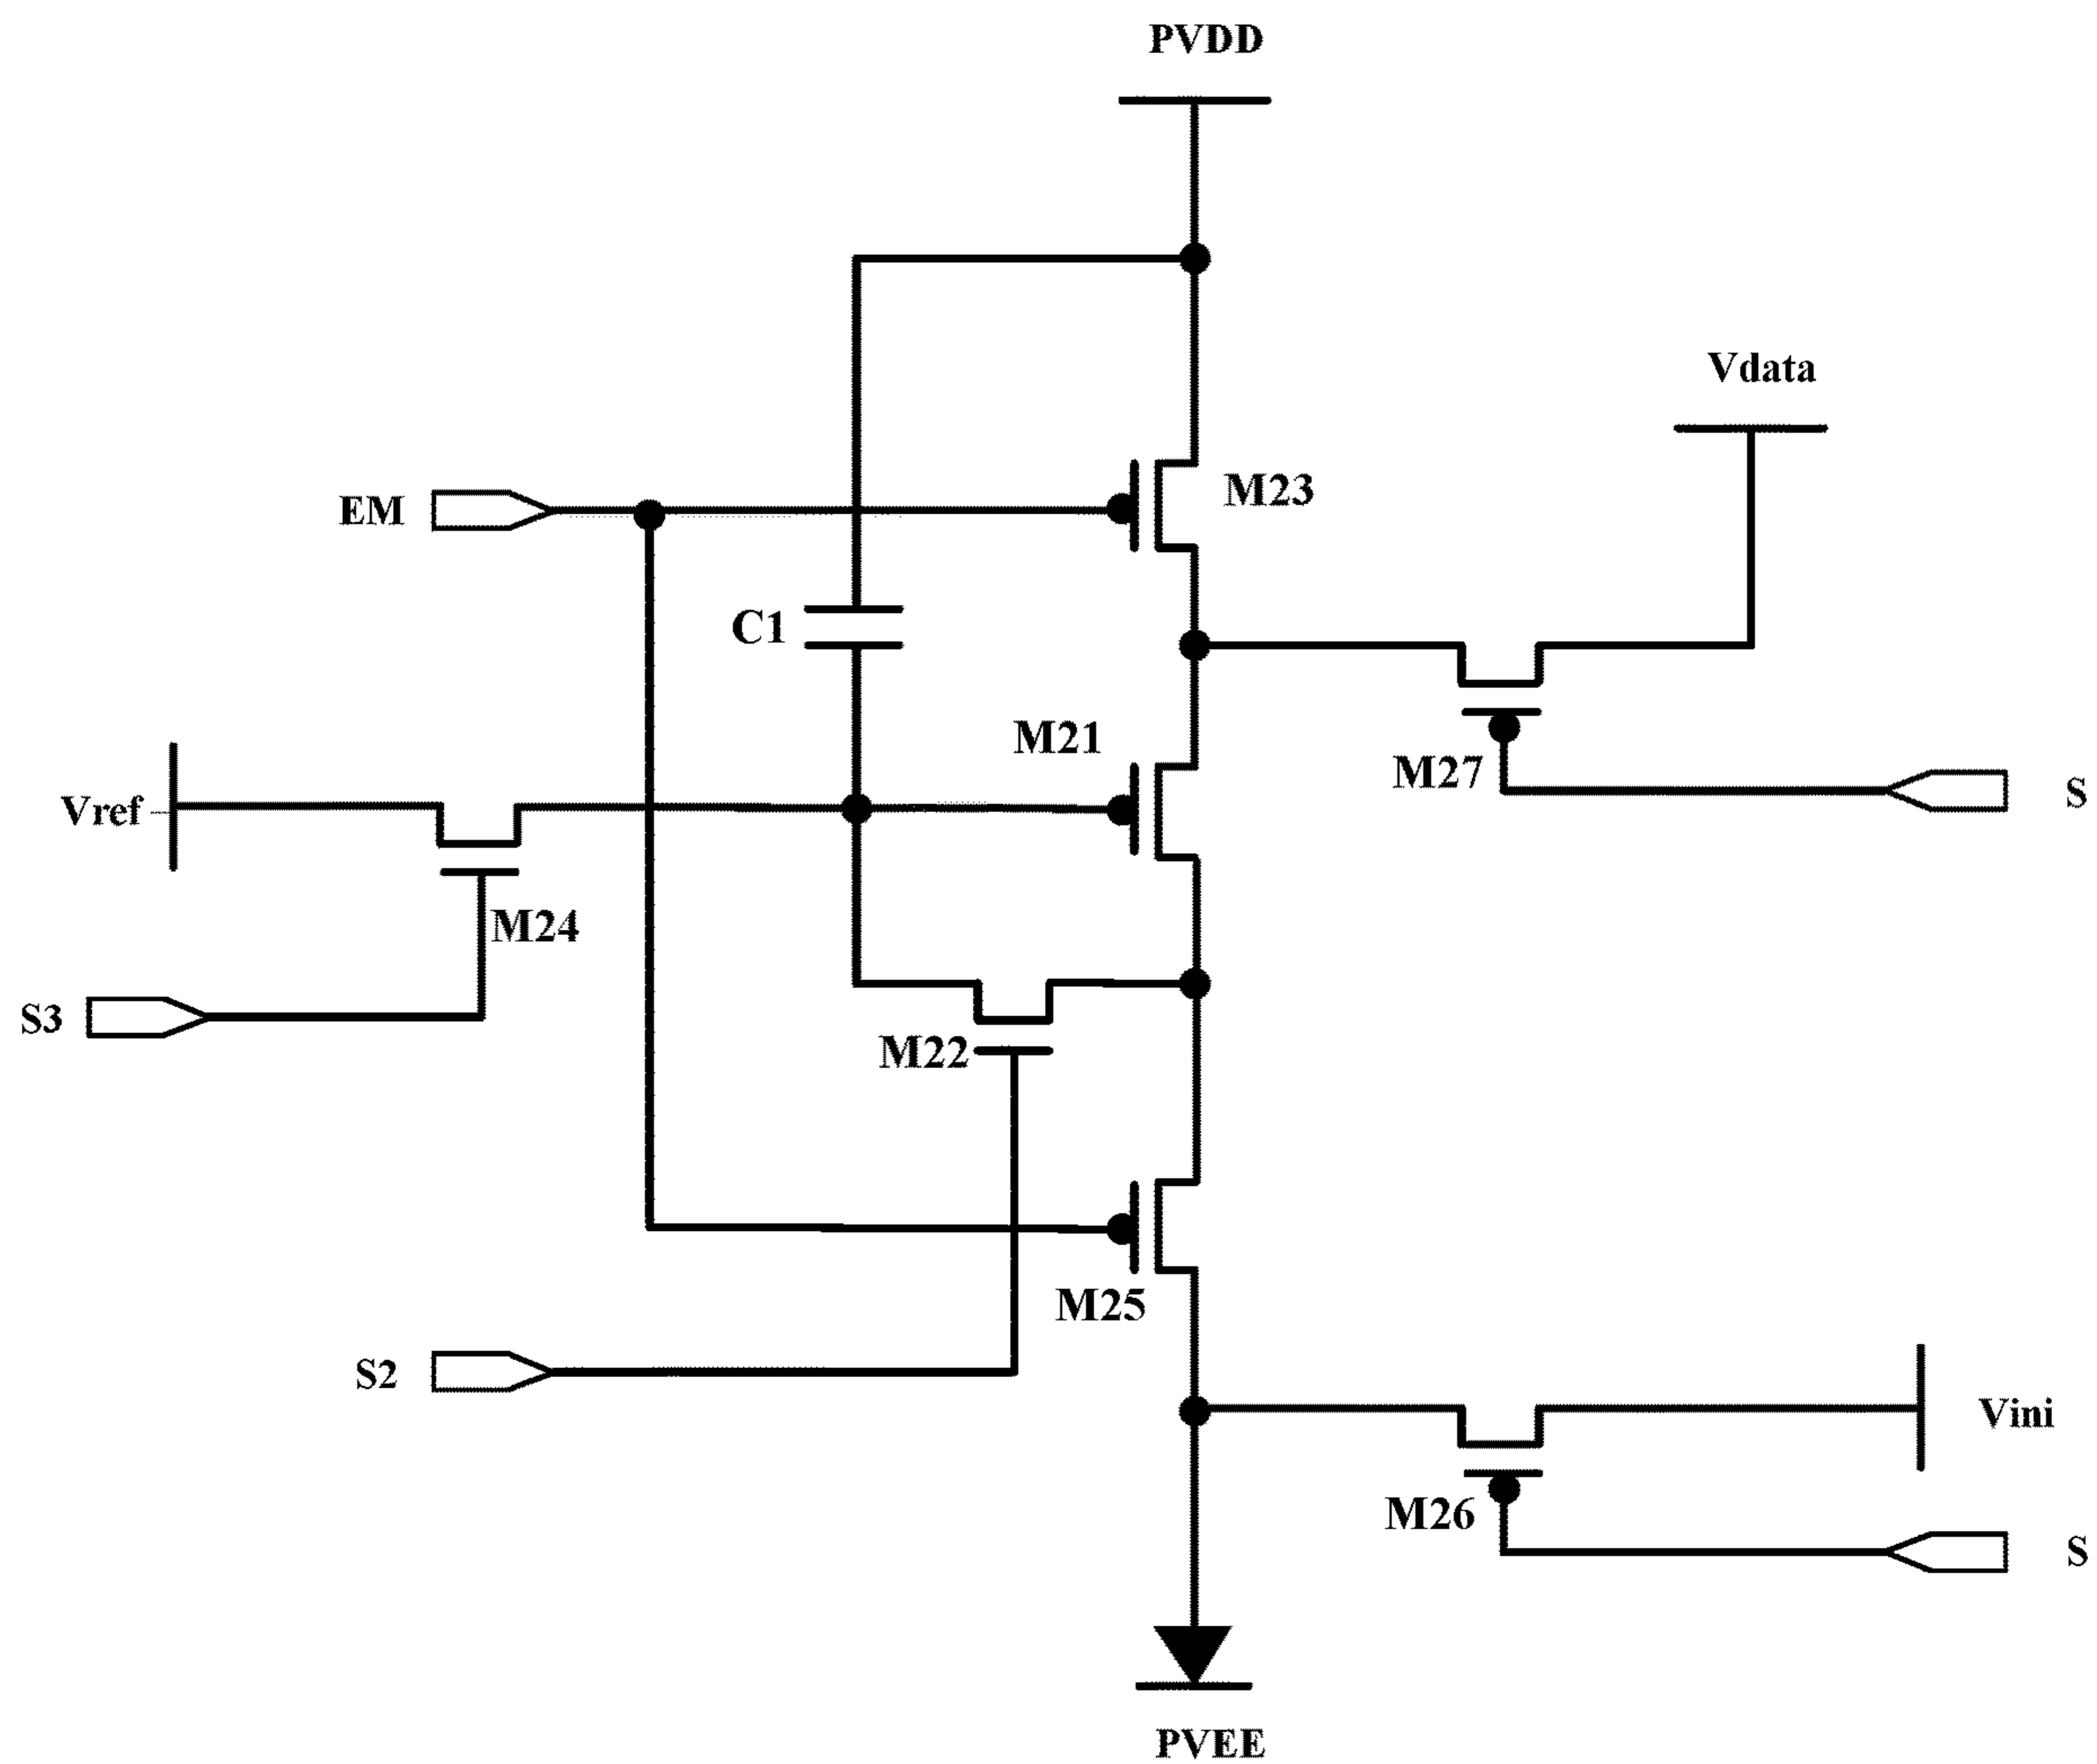 PVDD
Vdata
EM
M23
C1
M21
M27
S
Vref
M24
S3
M22
M25
S2
Vini
M26
S
PVEE